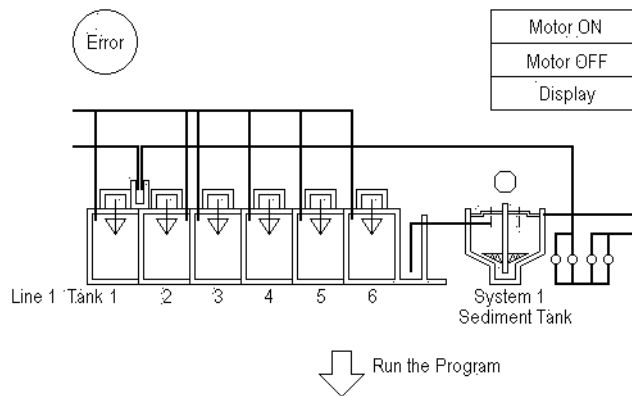 Error
Motor ON
Motor OFF
Display
Line 1 Tank 1 2 3 4 5 6
System 1
Sediment Tank
Run the Program